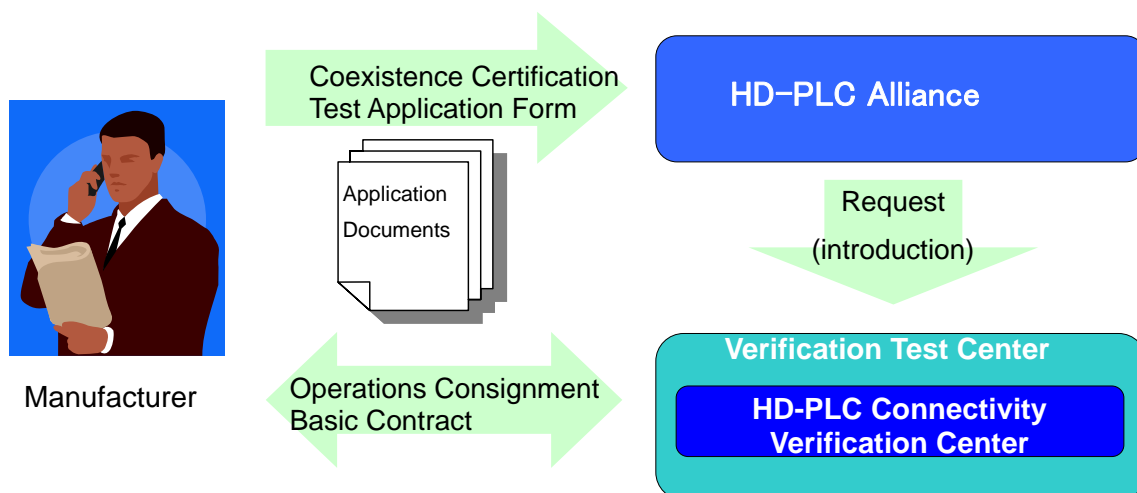 Coexistence Certification
Test Application Form
HD-PLC Alliance
Application
Documents
Request
(introduction)
Manufacturer
Operations Consignment
Basic Contract
Verification Test Center
HD-PLC Connectivity
Verification Center